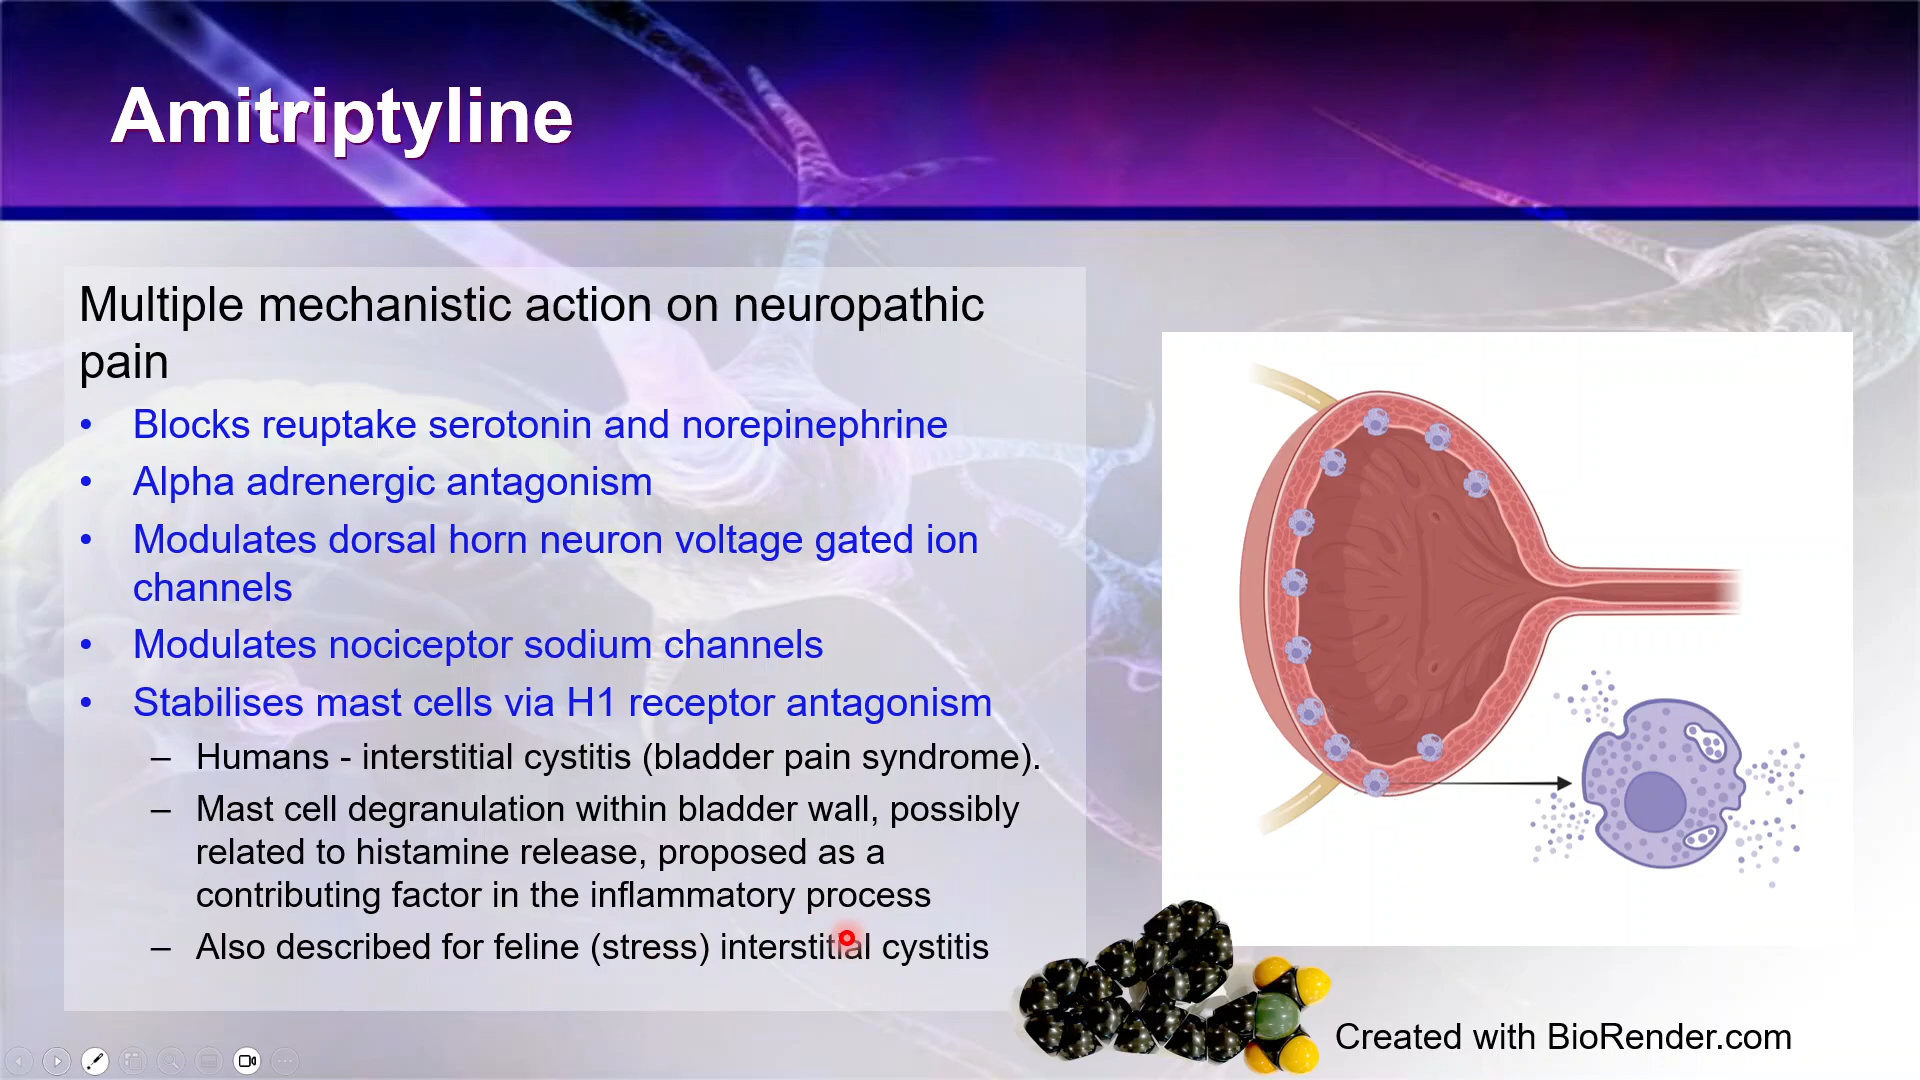 Amitriptyline
Multiple mechanistic action on neuropathic
pain
• Blocks reuptake serotonin and norepinephrine
• Alpha adrenergic antagonism
• Modulates dorsal horn neuron voltage gated ion
channels
• Modulates nociceptor sodium channels
• Stabilises mast cells via H1 receptor antagonism
– Humans - interstitial cystitis (bladder pain syndrome).
– Mast cell degranulation within bladder wall, possibly
related to histamine release, proposed as a
contributing factor in the inflammatory process
– Also described for feline (stress) interstitial cystitis
Created with BioRender.com